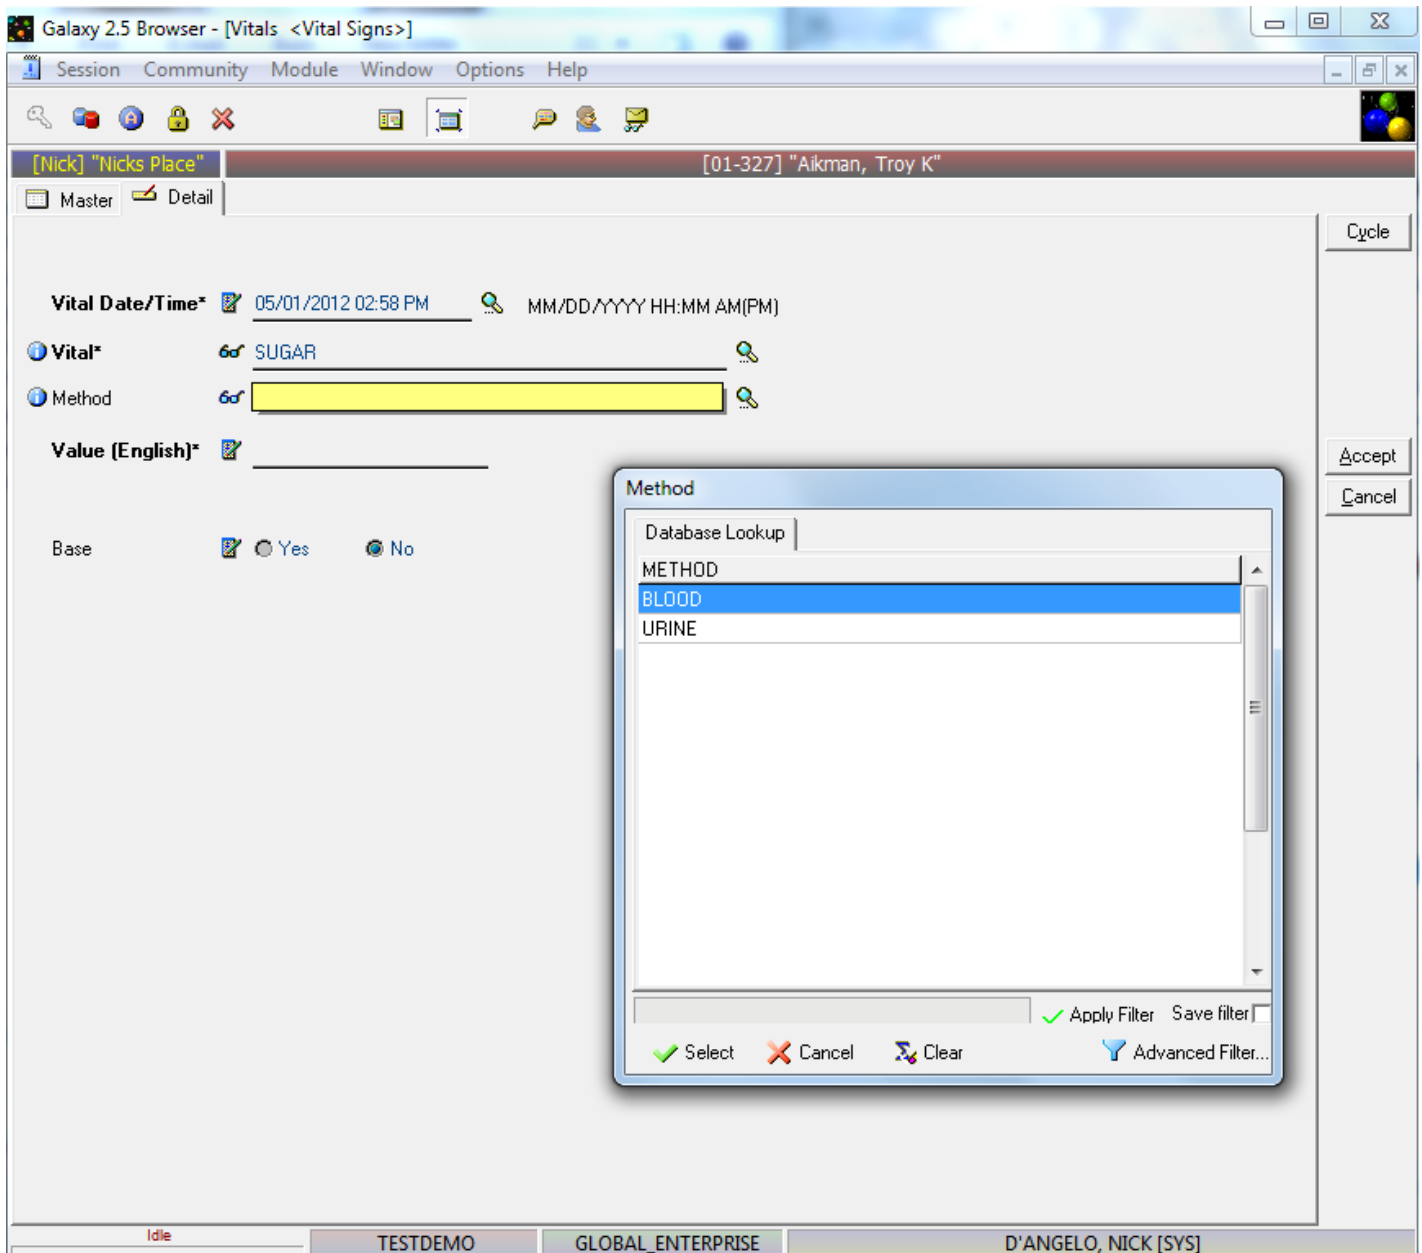 Galaxy 2.5 Browser - [Vitals <Vital Signs>]
Session Community Module Window Options Help
[Nick] "Nicks Place" [01-327] "Aikman, Troy K"
Master Detail
Cycle
Vital Date/Time* 05/01/2012 02:58 PM MM/DD/YYYY HH:MM AM(PM)
Vital* SUGAR
Method
Value (English)*
Accept
Cancel
Base Yes No
Method
Database Lookup
METHOD
BLOOD
URINE
Apply Filter Save filter
Select Cancel Clear Advanced Filter...
Idle TESTDEMO GLOBAL_ENTERPRISE D'ANGELO, NICK [SYS]